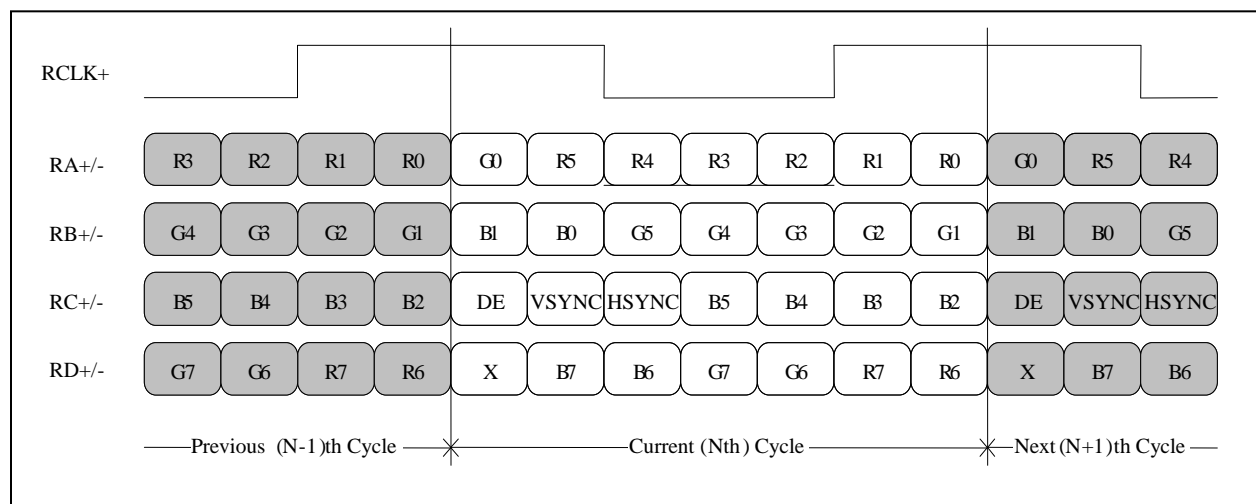 RCLK+
RA+/- R3 R2 R1 R0 G0 R5 R4 R3 R2 R1 R0 G0 R5 R4
RB+/- G4 G3 G2 G1 B1 B0 G5 G4 G3 G2 G1 B1 B0 G5
RC+/- B5 B4 B3 B2 DE VSYNC HSYNC B5 B4 B3 B2 DE VSYNC HSYNC
RD+/- G7 G6 R7 R6 X B7 B6 G7 G6 R7 R6 X B7 B6
Previous (N-1)th Cycle Current (Nth) Cycle Next (N+1)th Cycle